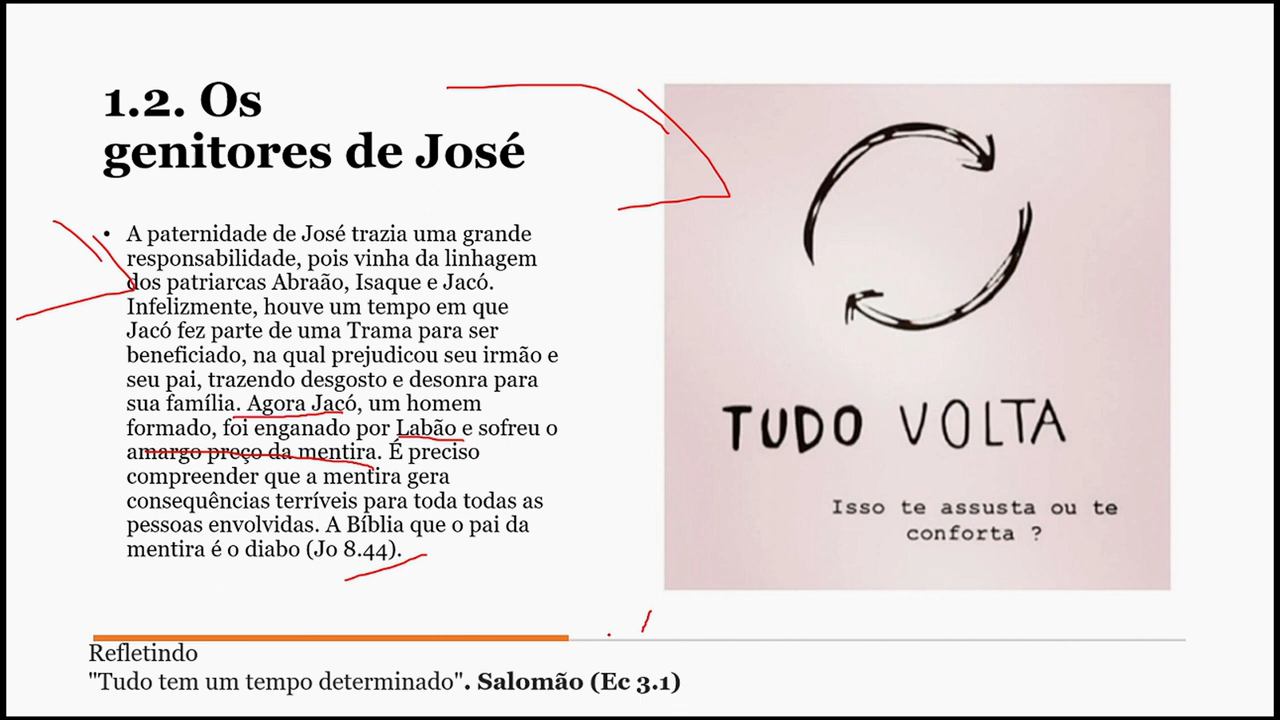 1.2. Os
genitores de José
• A paternidade de José trazia uma grande
responsabilidade, pois vinha da linhagem
dos patriarcas Abraão, Isaque e Jacó.
Infelizmente, houve um tempo em que
Jacó fez parte de uma Trama para ser
beneficiado, na qual prejudicou seu irmão e
seu pai, trazendo desgosto e desonra para
sua família. Agora Jacó, um homem
formado, foi enganado por Labão e sofreu o
amargo preço da mentira. É preciso
compreender que a mentira gera
consequências terríveis para toda todas as
pessoas envolvidas. A Bíblia que o pai da
mentira é o diabo (Jo 8.44).
TUDO VOLTA
Isso te assusta ou te
conforta ?
Refletindo
"Tudo tem um tempo determinado". Salomão (Ec 3.1)